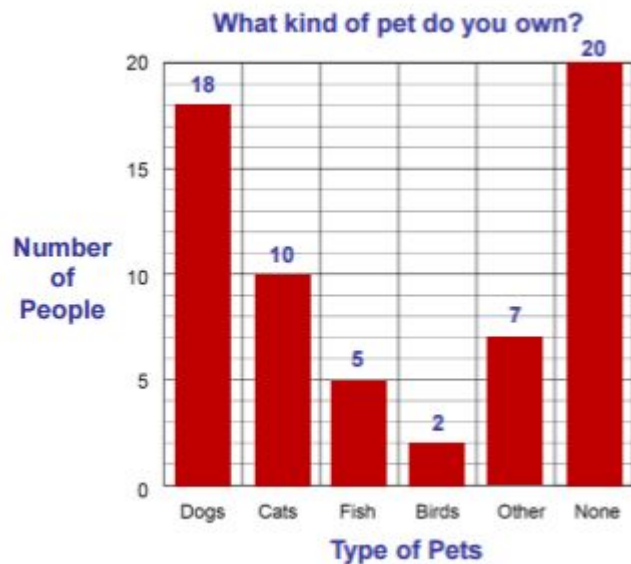 What kind of pet do you own?
20
18
20
15
10
10
7
5
5
2
0
Number
of
People
Dogs Cats Fish Birds Other None
Type of Pets